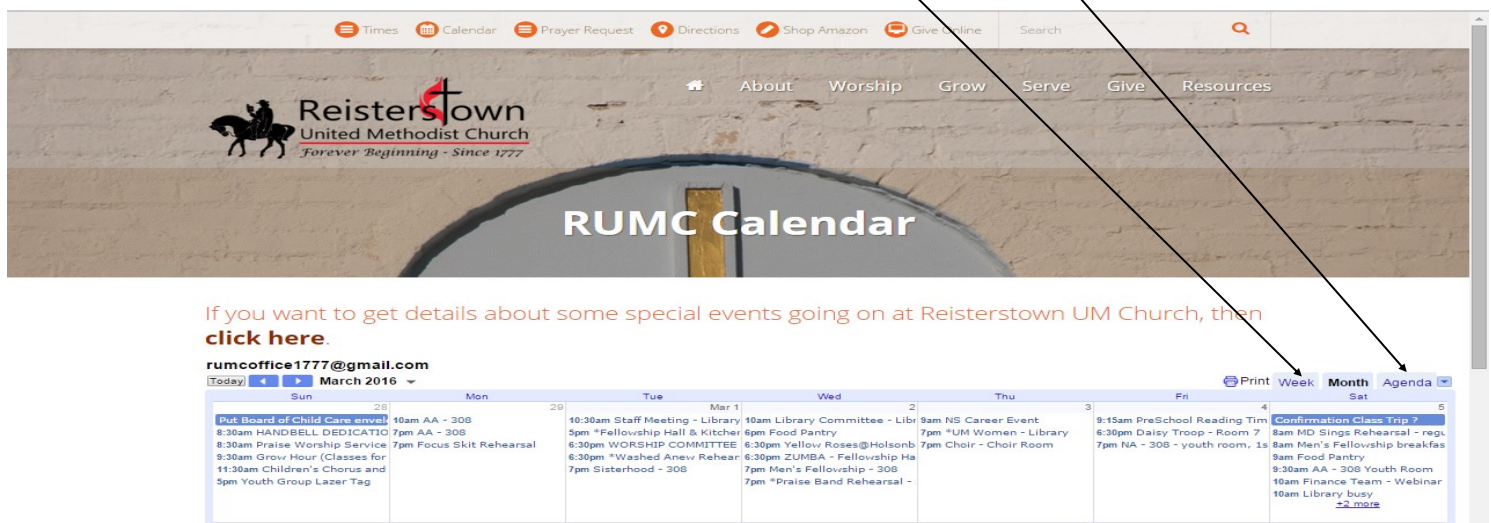 Times Calendar Prayer Request Directions Shop Amazon Give Online Search
About Worship Grow Serve Give Resources
Reisterstown
United Methodist Church
Forever Beginning - Since 1777
RUMC Calendar
If you want to get details about some special events going on at Reisterstown UM Church, then
click here.
rumcoffice1777@gmail.com
Today March 2016 Print Week Month Agenda
Sun Mon Tue Wed Thu Fri Sat
28 29 Mar 1 2 3 4 5
Put Board of Child Care envel
8:30am HANDBELL DEDICATIO
8:30am Praise Worship Service
9:30am Grow Hour (Classes for
11:30am Children's Chorus and
5pm Youth Group Lazer Tag
10am AA - 308
7pm AA - 308
7pm Focus Skit Rehearsal
10:30am Staff Meeting - Library
5pm *Fellowship Hall & Kitcher
6:30pm WORSHIP COMMITTEE
6:30pm *Washed Anew Rehear
7pm Sisterhood - 308
10am Library Committee - Libr
6pm Food Pantry
6:30pm Yellow Roses@Holsonb
6:30pm ZUMBA - Fellowship Ha
7pm Men's Fellowship - 308
7pm *Praise Band Rehearsal -
9am NS Career Event
7pm *UM Women - Library
7pm Choir - Choir Room
9:15am PreSchool Reading Tim
6:30pm Daisy Troop - Room 7
7pm NA - 308 - youth room, 1s
Confirmation Class Trip ?
8am MD Sings Rehearsal - regu
8am Men's Fellowship breakfas
9am Food Pantry
9:30am AA - 308 Youth Room
10am Finance Team - Webinar
10am Library busy
+2 more